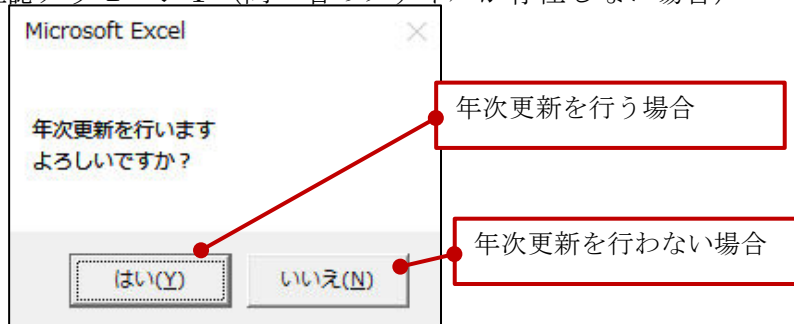 Microsoft Excel
年次更新を行います
よろしいですか？
はい(Y)
いいえ(N)
年次更新を行う場合
年次更新を行わない場合